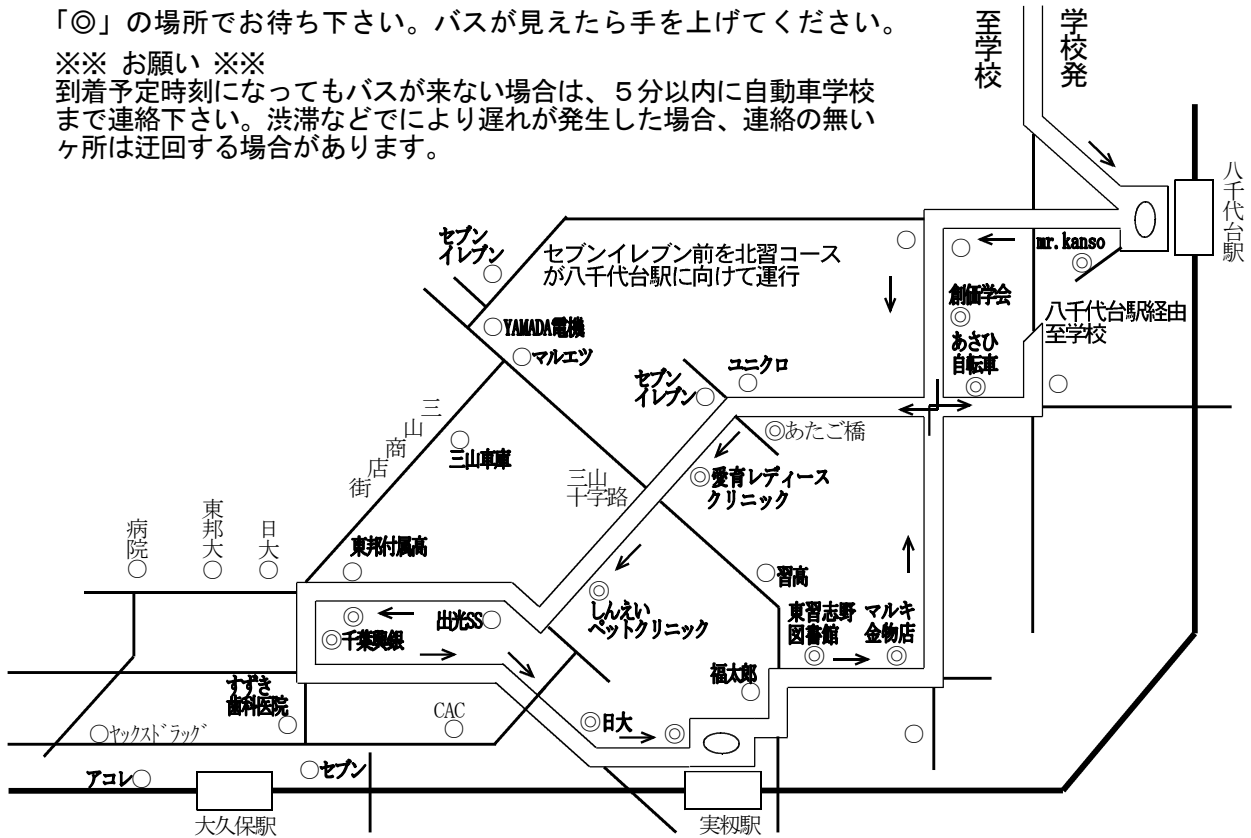 「◎」の場所でお待ち下さい。バスが見えたら手を上げてください。
※※ お願い ※※
到着予定時刻になってもバスが来ない場合は、５分以内に自動車学校
まで連絡下さい。渋滞などでにより遅れが発生した場合、連絡の無い
ヶ所は迂回する場合があります。
至学校
学校発
八千代台駅
セブン
イレブン
セブンイレブン前を北習コース
が八千代台駅に向けて運行
mr.kanso
創価学会
八千代台駅経由
至学校
YAMADA電機
マルエツ
あさひ
自転車
ユニクロ
セブン
イレブン
三山商店街
三山車庫
◎あたご橋
三山
十字路
愛育レディース
クリニック
病院
東邦大
日大
東邦付属高
習高
しんえい
ペットクリニック
東習志野
図書館
マルキ
金物店
出光SS
千葉興銀
福太郎
すずき
歯科医院
CAC
日大
ヤックスドラッグ
アコレ
セブン
大久保駅
実籾駅